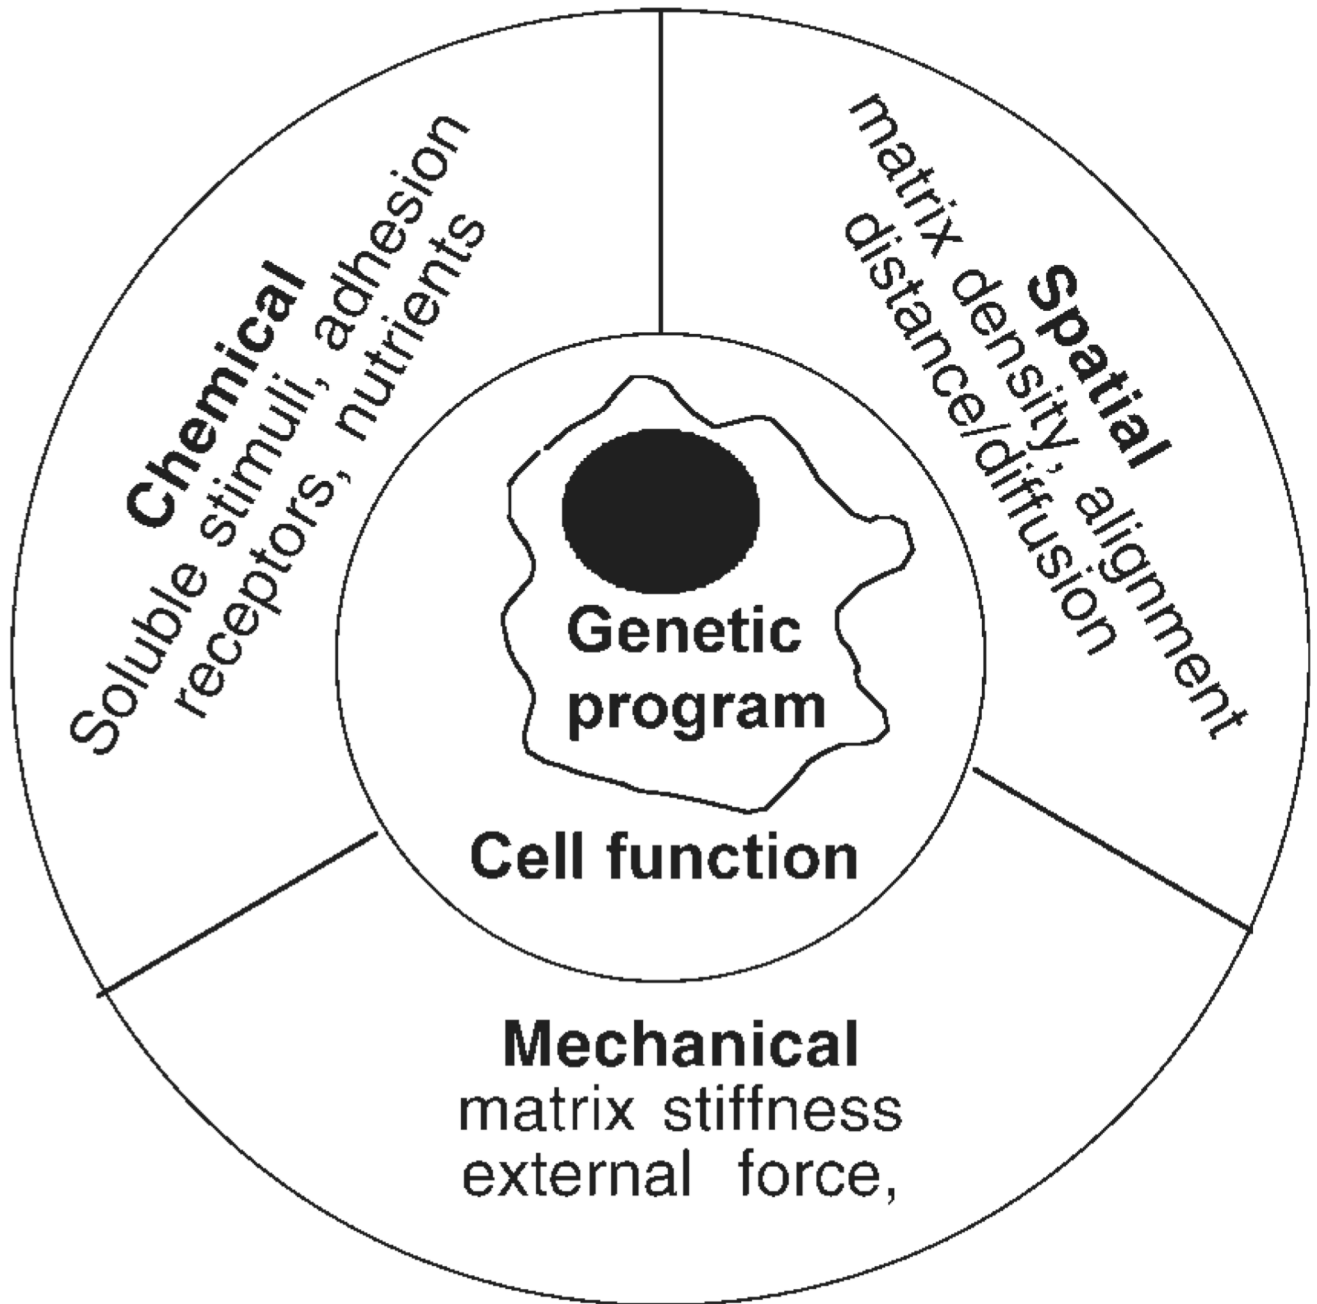 Chemical
Soluble stimuli, adhesion
receptors, nutrients
Spatial
matrix density, alignment
distance/diffusion
Genetic
program
Cell function
Mechanical
matrix stiffness
external force,